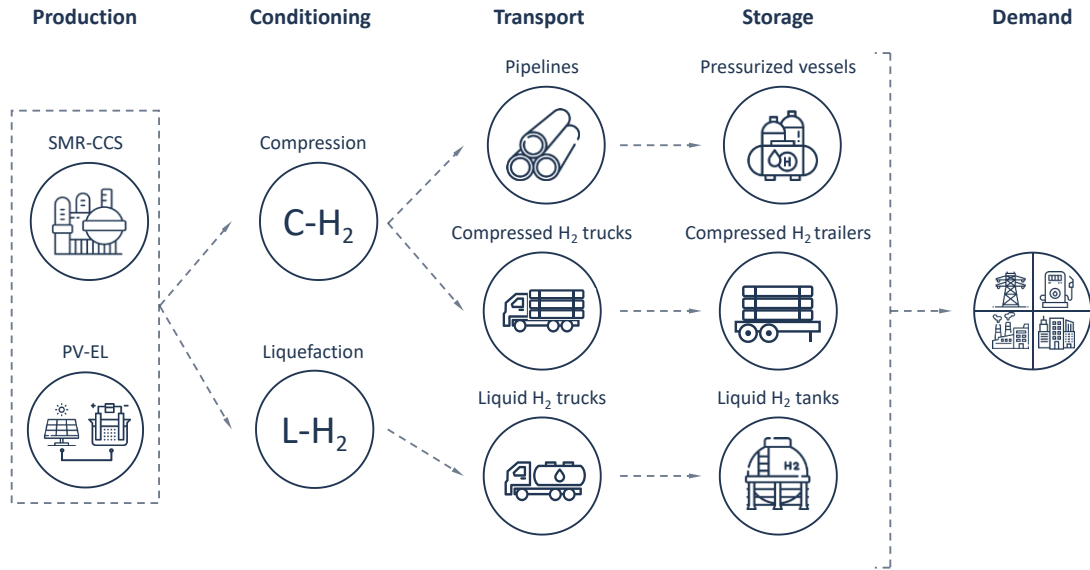 Production
Conditioning
Transport
Storage
Demand
Pipelines
Pressurized vessels
SMR-CCS
Compression
H
C-H₂
Compressed H₂ trucks
Compressed H₂ trailers
PV-EL
Liquefaction
Liquid H₂ trucks
Liquid H₂ tanks
+ -
L-H₂
H2